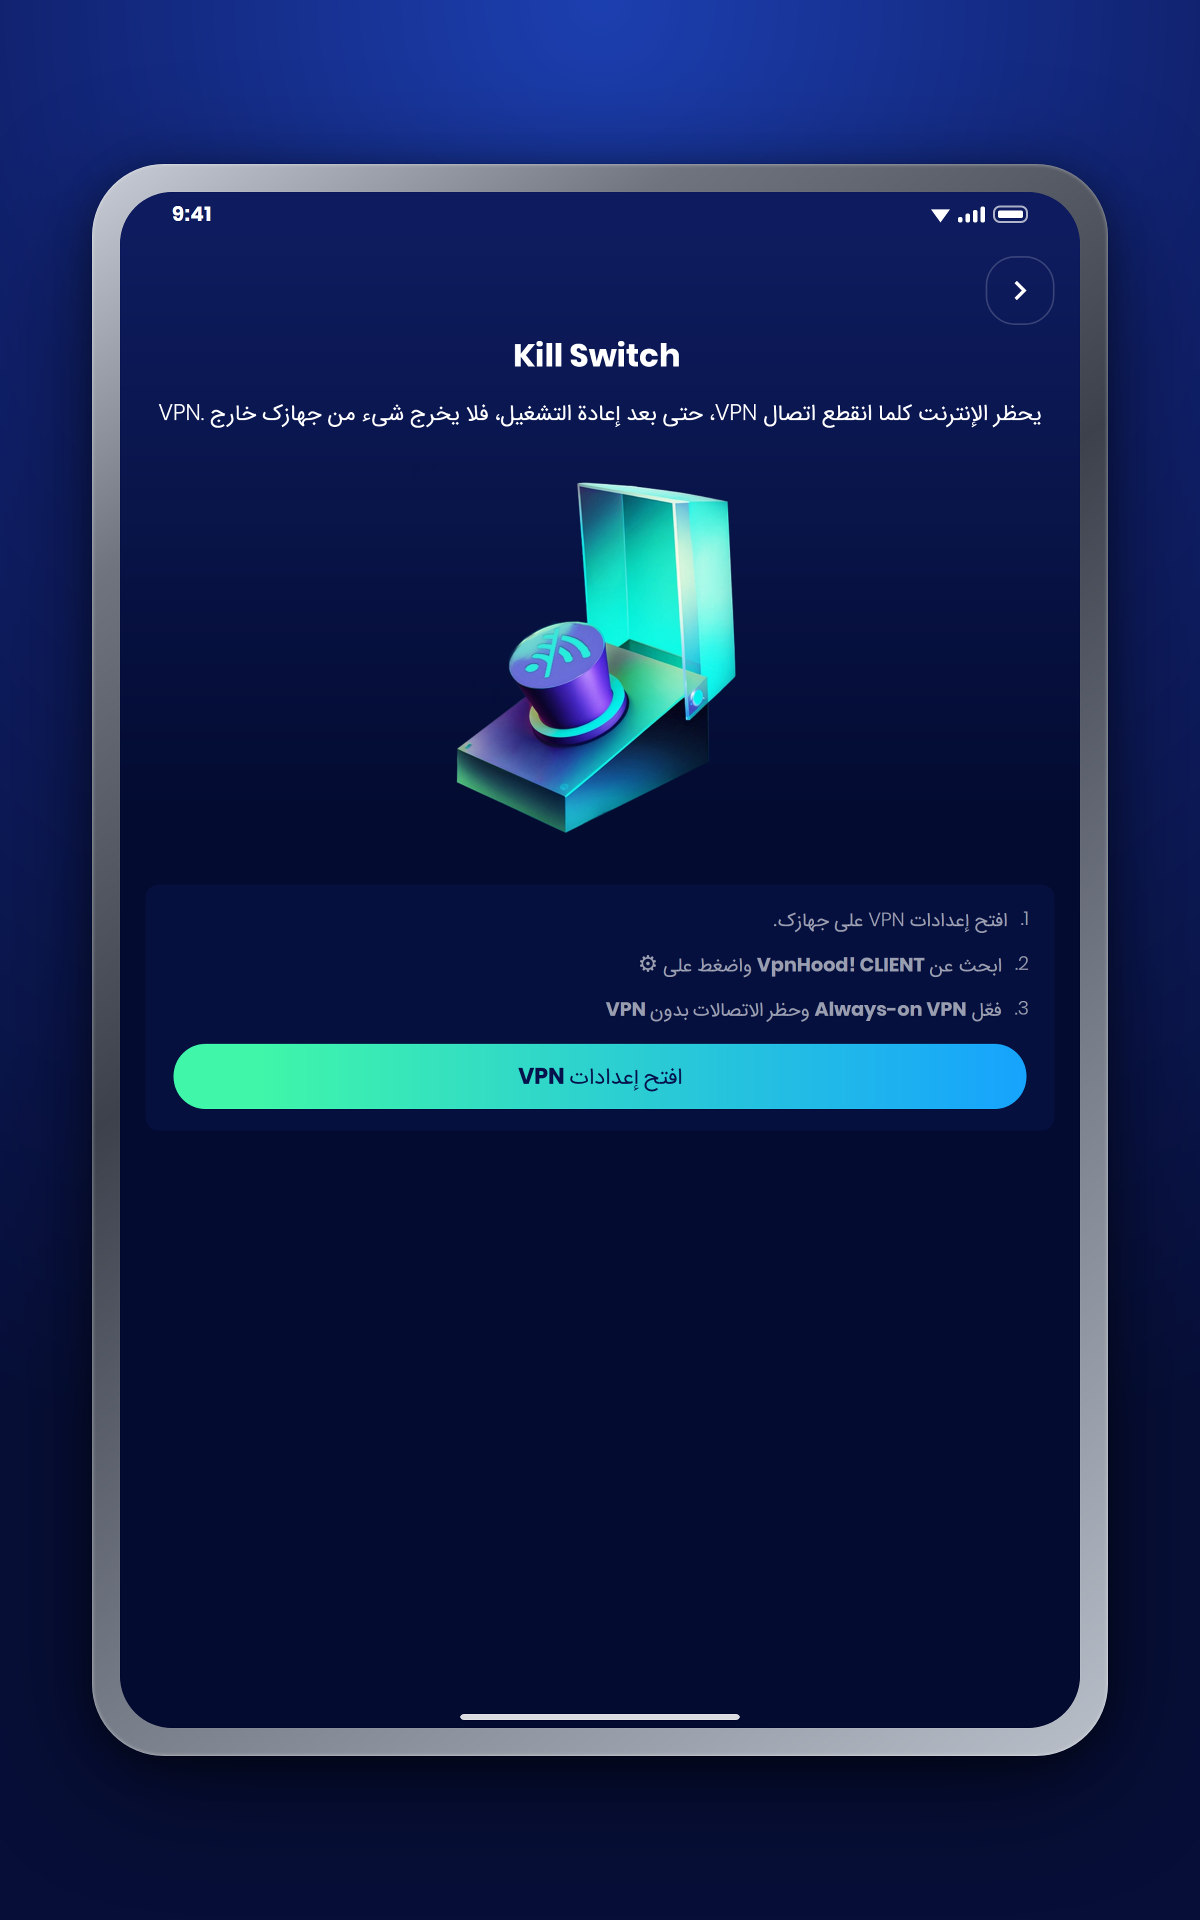 9:41
Kill Switch
يحظر الإنترنت كلما انقطع اتصال VPN، حتى بعد إعادة التشغيل، فلا يخرج شيء من جهازك خارج VPN.
1. افتح إعدادات VPN على جهازك.
2. ابحث عن VpnHood! CLIENT واضغط على ⚙
3. فعّل Always-on VPN وحظر الاتصالات بدون VPN
افتح إعدادات VPN